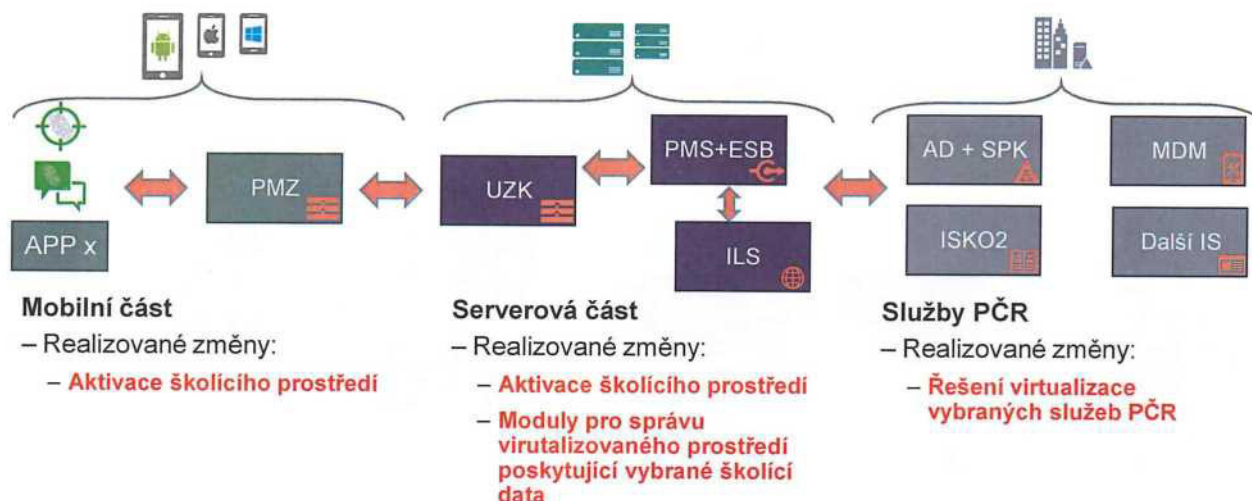 PMS+ESB
AD + SPK
MDM
PMZ
UZK
APP x
ILS
ISKO2
Další IS
Mobilní část
– Realizované změny:
– Aktivace školícího prostředí
Serverová část
– Realizované změny:
– Aktivace školícího prostředí
– Moduly pro správu
virutalizovaného prostředí
poskytující vybrané školící
data
Služby PČR
– Realizované změny:
– Řešení virtualizace
vybraných služeb PČR